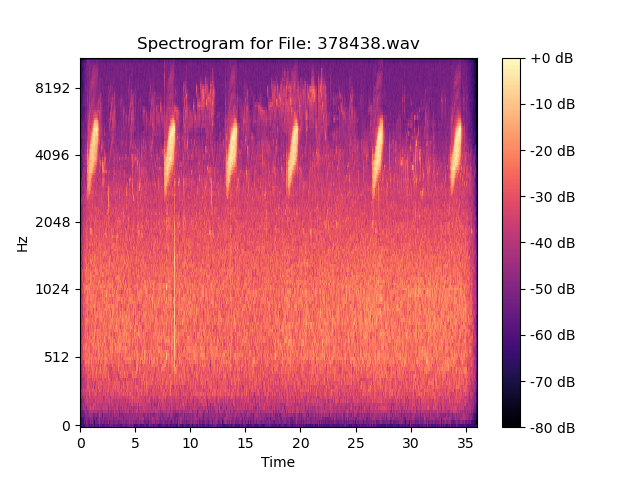 Spectrogram for File: 378438.wav
8192
4096
2048
1024
512
0
Hz
0 5 10 15 20 25 30 35
Time
+0 dB
-10 dB
-20 dB
-30 dB
-40 dB
-50 dB
-60 dB
-70 dB
-80 dB